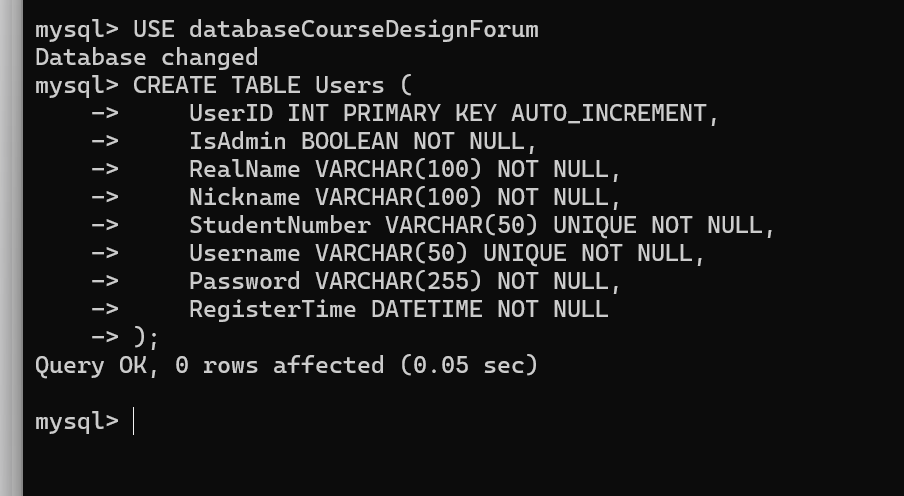 mysql> USE databaseCourseDesignForum
Database changed
mysql> CREATE TABLE Users (
    ->     UserID INT PRIMARY KEY AUTO_INCREMENT,
    ->     IsAdmin BOOLEAN NOT NULL,
    ->     RealName VARCHAR(100) NOT NULL,
    ->     Nickname VARCHAR(100) NOT NULL,
    ->     StudentNumber VARCHAR(50) UNIQUE NOT NULL,
    ->     Username VARCHAR(50) UNIQUE NOT NULL,
    ->     Password VARCHAR(255) NOT NULL,
    ->     RegisterTime DATETIME NOT NULL
    -> );
Query OK, 0 rows affected (0.05 sec)
mysql>